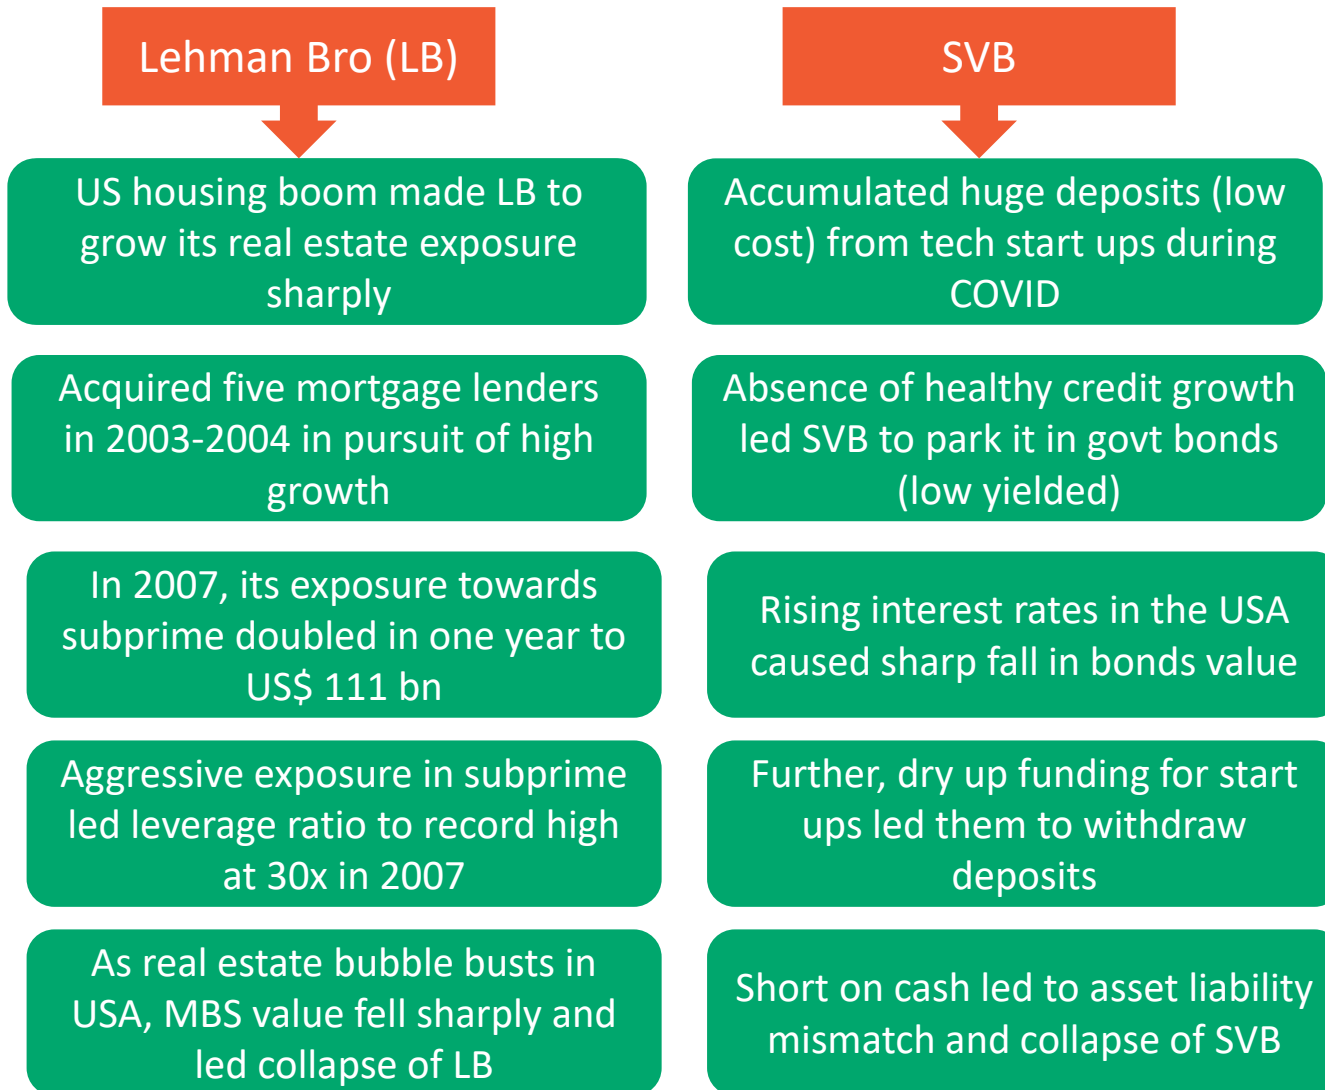 Lehman Bro (LB)
US housing boom made LB to
grow its real estate exposure
sharply
Acquired five mortgage lenders
in 2003-2004 in pursuit of high
growth
In 2007, its exposure towards
subprime doubled in one year to
US$ 111 bn
Aggressive exposure in subprime
led leverage ratio to record high
at 30x in 2007
As real estate bubble busts in
USA, MBS value fell sharply and
led collapse of LB
SVB
Accumulated huge deposits (low
cost) from tech start ups during
COVID
Absence of healthy credit growth
led SVB to park it in govt bonds
(low yielded)
Rising interest rates in the USA
caused sharp fall in bonds value
Further, dry up funding for start
ups led them to withdraw
deposits
Short on cash led to asset liability
mismatch and collapse of SVB